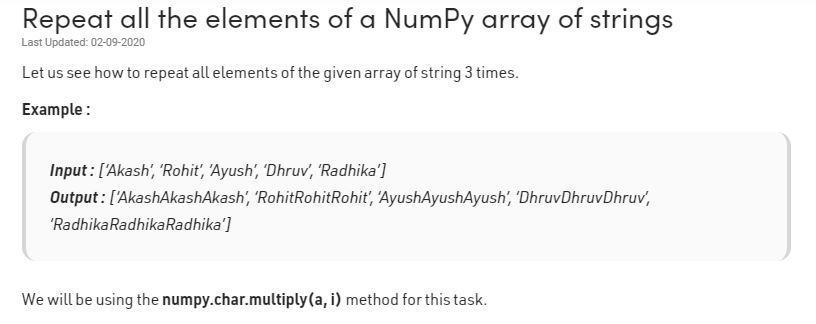 Repeat all the elements of a NumPy array of strings
Last Updated: 02-09-2020
Let us see how to repeat all elements of the given array of string 3 times.
Example :
Input : [‘Akash’, ‘Rohit’, ‘Ayush’, ‘Dhruv’, ‘Radhika’]
Output : [‘AkashAkashAkash’, ‘RohitRohitRohit’, ‘AyushAyushAyush’, ‘DhruvDhruvDhruv’,
‘RadhikaRadhikaRadhika’]
We will be using the numpy.char.multiply(a, i) method for this task.